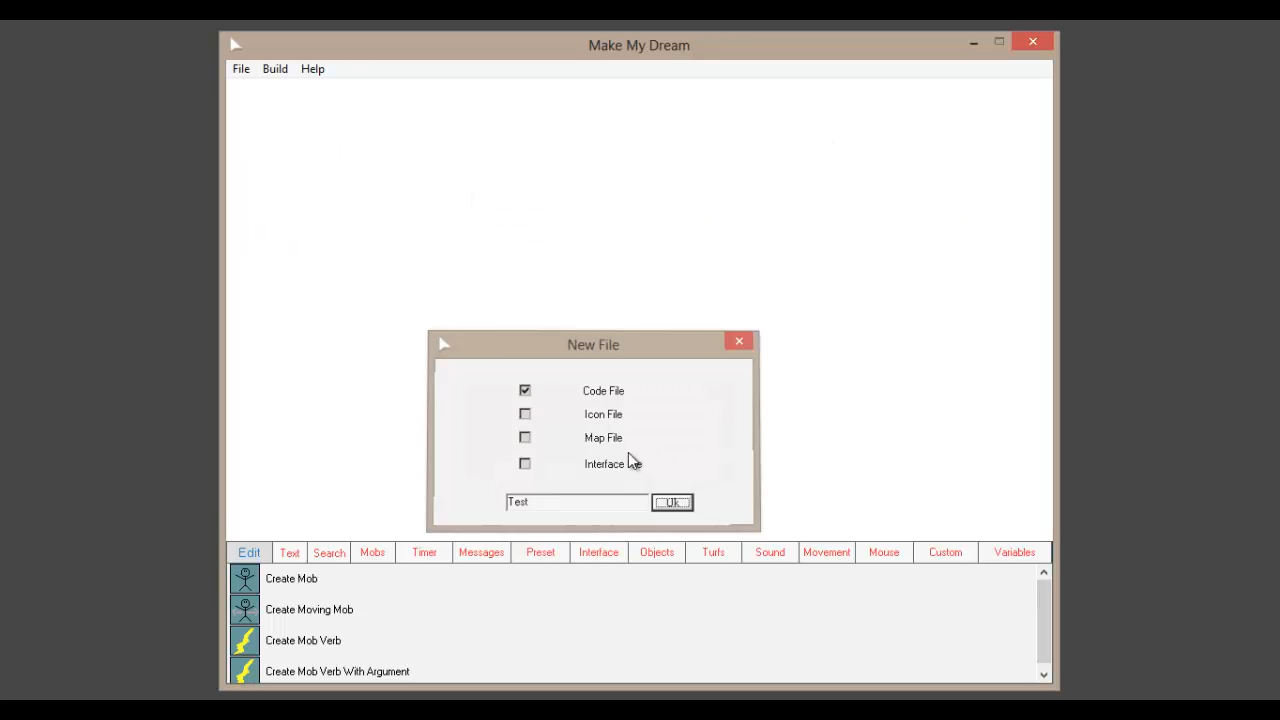 Make My Dream
File Build Help
New File
Code File
Icon File
Map File
Interface
Test
Ok
Edit Text Search Mobs Timer Messages Preset Interface Objects Turfs Sound Movement Mouse Custom Variables
Create Mob
Create Moving Mob
Create Mob Verb
Create Mob Verb With Argument